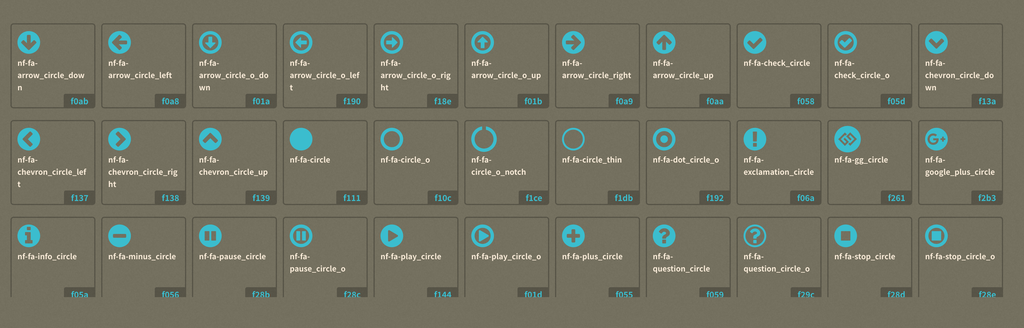 nf-fa-
arrow_circle_dow
n
f0ab
nf-fa-
arrow_circle_left
f0a8
nf-fa-
arrow_circle_o_do
wn
f01a
nf-fa-
arrow_circle_o_lef
t
f190
nf-fa-
arrow_circle_o_rig
ht
f18e
nf-fa-
arrow_circle_o_up
f01b
nf-fa-
arrow_circle_right
f0a9
nf-fa-
arrow_circle_up
f0aa
nf-fa-check_circle
f058
nf-fa-
check_circle_o
f05d
nf-fa-
chevron_circle_do
wn
f13a
nf-fa-
chevron_circle_lef
t
f137
nf-fa-
chevron_circle_rig
ht
f138
nf-fa-
chevron_circle_up
f139
nf-fa-circle
f111
nf-fa-circle_o
f10c
nf-fa-
circle_o_notch
f1ce
nf-fa-circle_thin
f1db
nf-fa-dot_circle_o
f192
nf-fa-
exclamation_circle
f06a
nf-fa-gg_circle
f261
G+
nf-fa-
google_plus_circle
f2b3
nf-fa-info_circle
f05a
nf-fa-minus_circle
f056
nf-fa-pause_circle
f28b
nf-fa-
pause_circle_o
f28c
nf-fa-play_circle
f144
nf-fa-play_circle_o
f01d
nf-fa-plus_circle
f055
nf-fa-
question_circle
f059
nf-fa-
question_circle_o
f29c
nf-fa-stop_circle
f28d
nf-fa-stop_circle_o
f28e